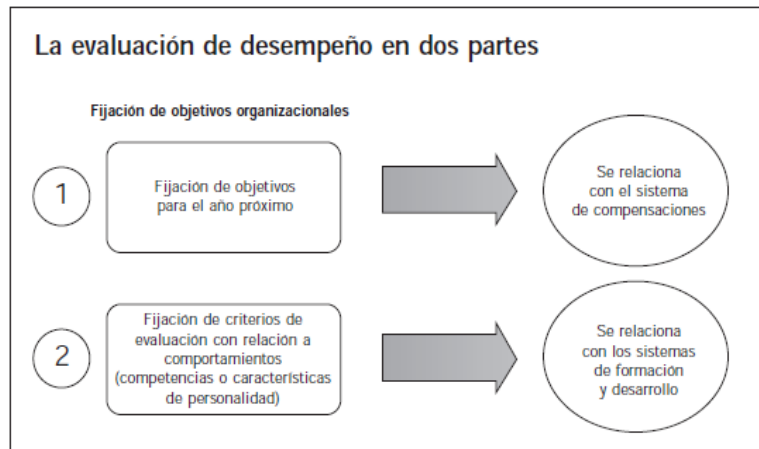 La evaluación de desempeño en dos partes
Fijación de objetivos organizacionales
1
Fijación de objetivos
para el año próximo
Se relaciona
con el sistema
de compensaciones
2
Fijación de criterios de
evaluación con relación a
comportamientos
(competencias o características
de personalidad)
Se relaciona
con los sistemas
de formación
y desarrollo